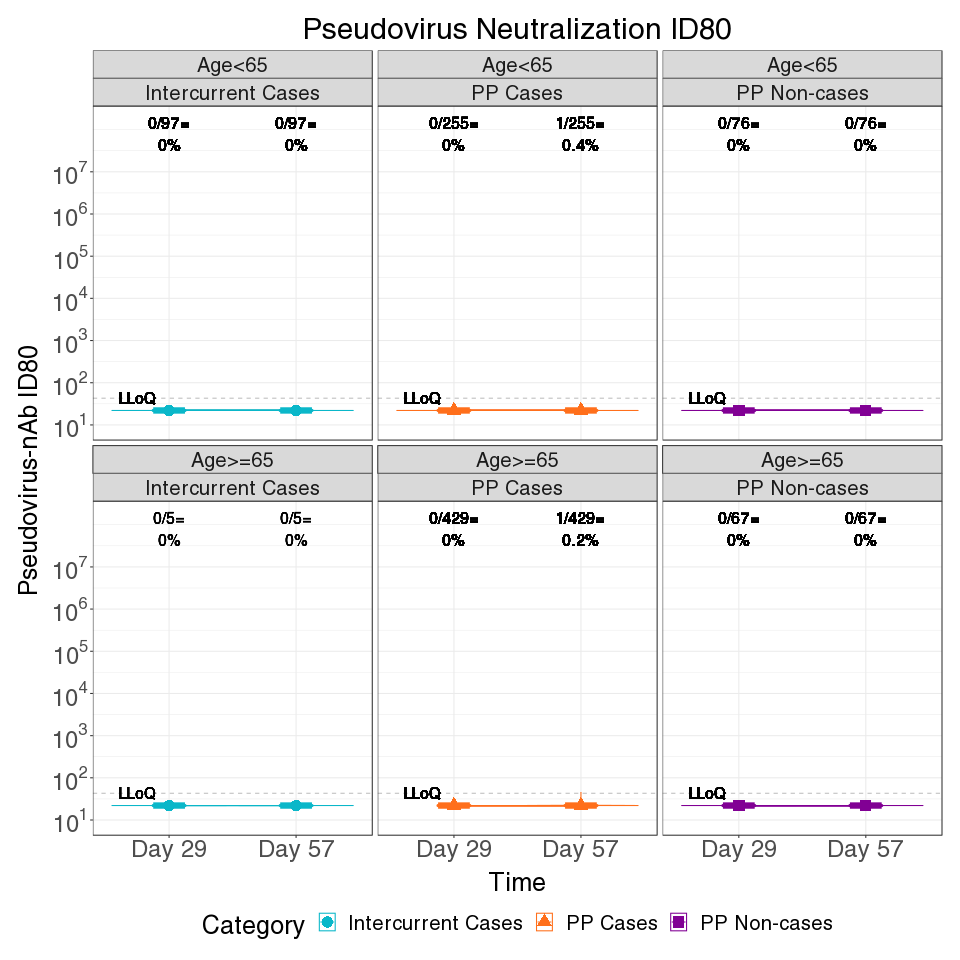 Pseudovirus Neutralization ID80
Age<65 Age<65 Age<65
Intercurrent Cases PP Cases PP Non-cases
0/97= 0/97= 0/255= 1/255= 0/76= 0/76=
0% 0% 0% 0.4% 0% 0%
10^7
10^6
10^5
10^4
10^3
10^2
LLoQ LLoQ LLoQ
10^1
Pseudovirus-nAb ID80
Age>=65 Age>=65 Age>=65
Intercurrent Cases PP Cases PP Non-cases
0/5= 0/5= 0/429= 1/429= 0/67= 0/67=
0% 0% 0% 0.2% 0% 0%
10^7
10^6
10^5
10^4
10^3
10^2
LLoQ LLoQ LLoQ
10^1
Day 29 Day 57 Day 29 Day 57 Day 29 Day 57
Time
Category Intercurrent Cases PP Cases PP Non-cases